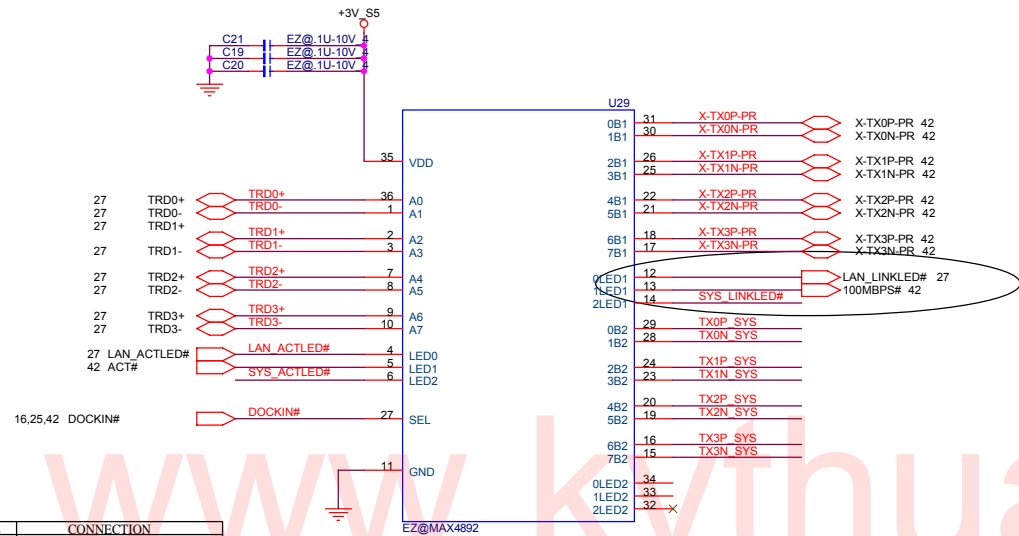 +3V_S5
C21 EZ@.1U-10V_4
C19 EZ@.1U-10V_4
C20 EZ@.1U-10V_4
U29
0B1 31 X-TX0P-PR X-TX0P-PR 42
1B1 30 X-TX0N-PR X-TX0N-PR 42
35 VDD
2B1 26 X-TX1P-PR X-TX1P-PR 42
3B1 25 X-TX1N-PR X-TX1N-PR 42
27 TRD0+ TRD0+ 36 A0
4B1 22 X-TX2P-PR X-TX2P-PR 42
27 TRD0- TRD0- 1 A1
5B1 21 X-TX2N-PR X-TX2N-PR 42
27 TRD1+
TRD1+ 2 A2
6B1 18 X-TX3P-PR X-TX3P-PR 42
27 TRD1- TRD1- 3 A3
7B1 17 X-TX3N-PR X-TX3N-PR 42
27 TRD2+ TRD2+ 7 A4
0LED1 12 LAN_LINKLED# 27
27 TRD2- TRD2- 8 A5
1LED1 13 100MBPS# 42
2LED1 14 SYS_LINKLED#
27 TRD3+ TRD3+ 9 A6
27 TRD3- TRD3- 10 A7
0B2 29 TX0P_SYS
1B2 28 TX0N_SYS
27 LAN_ACTLED# LAN_ACTLED# 4 LED0
42 ACT# 5 LED1
SYS_ACTLED# 6 LED2
2B2 24 TX1P_SYS
3B2 23 TX1N_SYS
4B2 20 TX2P_SYS
5B2 19 TX2N_SYS
16,25,42 DOCKIN# DOCKIN# 27 SEL
6B2 16 TX3P_SYS
7B2 15 TX3N_SYS
11 GND
0LED2 34
1LED2 33
2LED2 32
EZ@MAX4892
CONNECTION